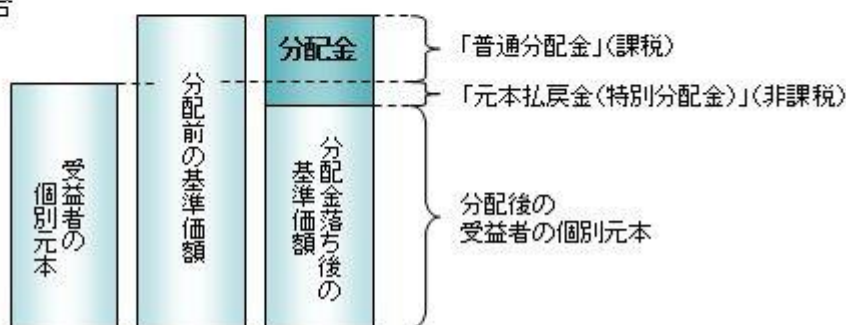 分配金
「普通分配金」(課税)
「元本払戻金(特別分配金)」(非課税)
受益者の
個別元本
分配前の基準価額
分配金落ち後の
基準価額
分配後の
受益者の個別元本